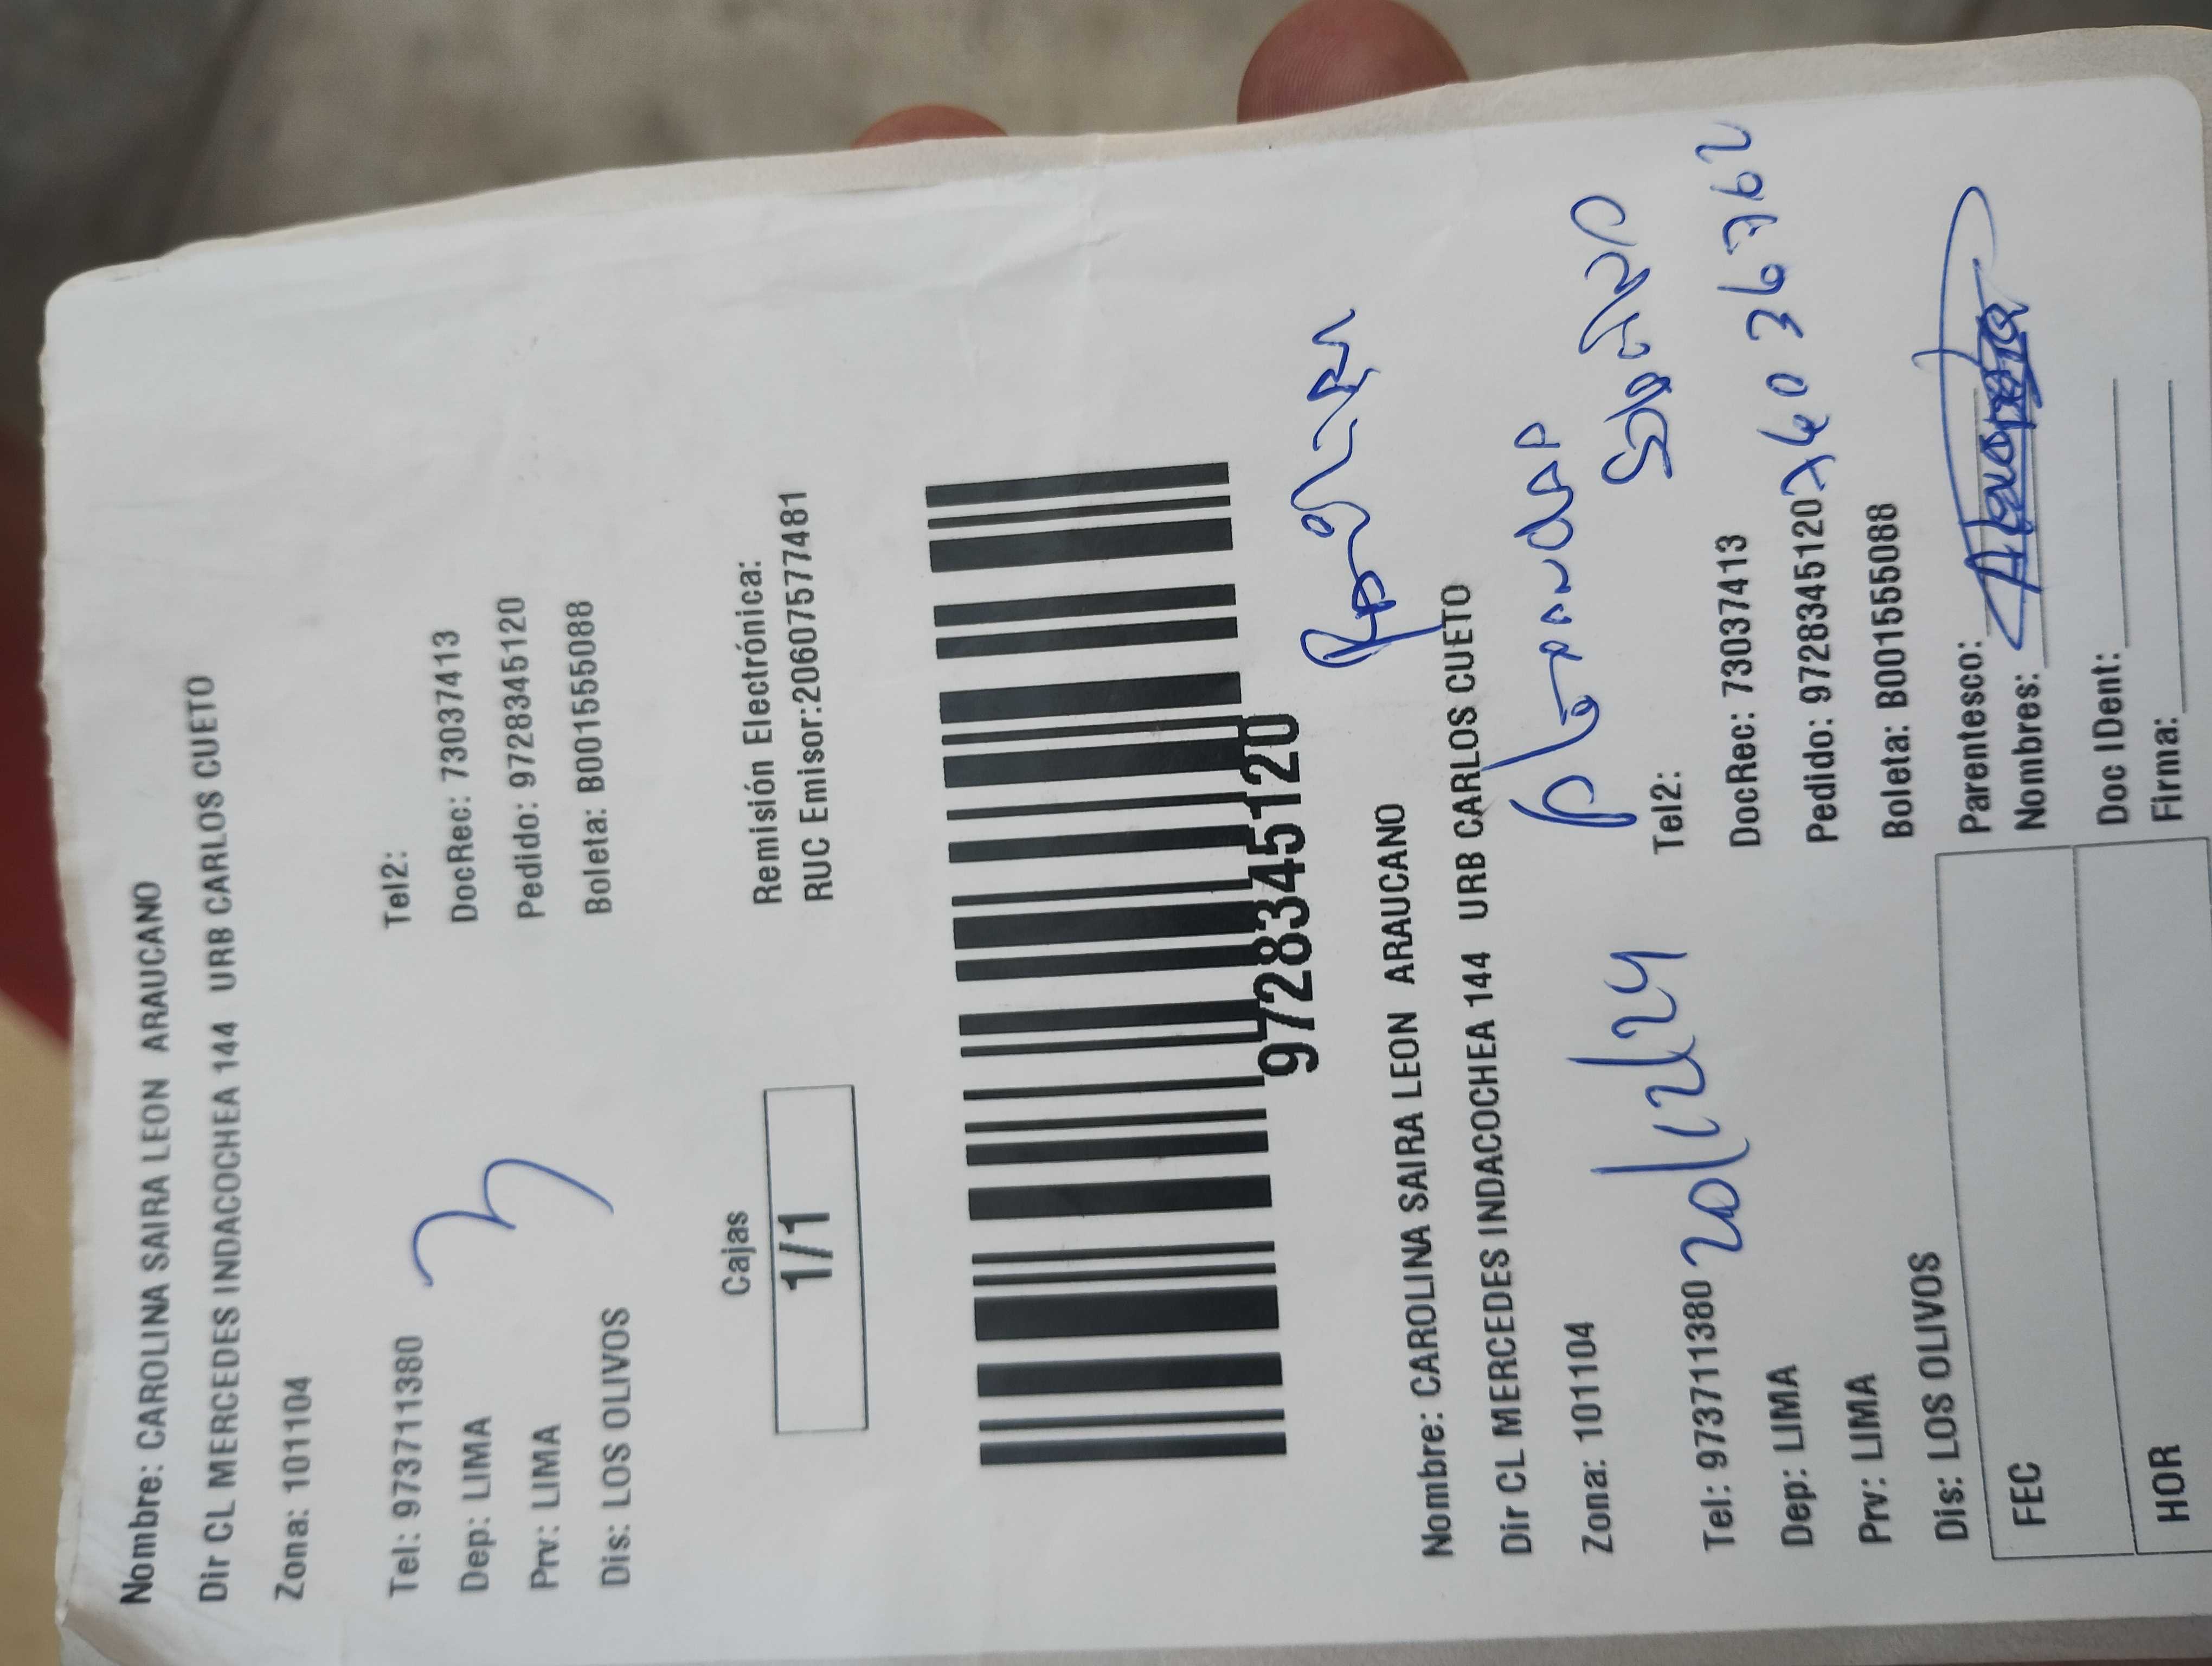 Nombre: CAROLINA SAIRA LEON ARAUCANO
Dir CL MERCEDES INDACOCHEA 144 URB CARLOS CUETO
Zona: 101104
Tel: 973711380 Tel2:
Dep: LIMA DocRec: 73037413
Prv: LIMA Pedido: 97283345120
Dis: LOS OLIVOS Boleta: B001555088
Cajas Remisión Electrónica:
1/1 RUC Emisor:20607577481
97283345120
Nombre: CAROLINA SAIRA LEON ARAUCANO
Dir CL MERCEDES INDACOCHEA 144 URB CARLOS CUETO
Zona: 101104
20/12/24
Tel: 973711380 Tel2:
Dep: LIMA DocRec: 73037413
Prv: LIMA Pedido: 97283345120
Dis: LOS OLIVOS Boleta: B001555088
FEC Parentesco:
Nombres:
HOR Doc IDent:
Firma: